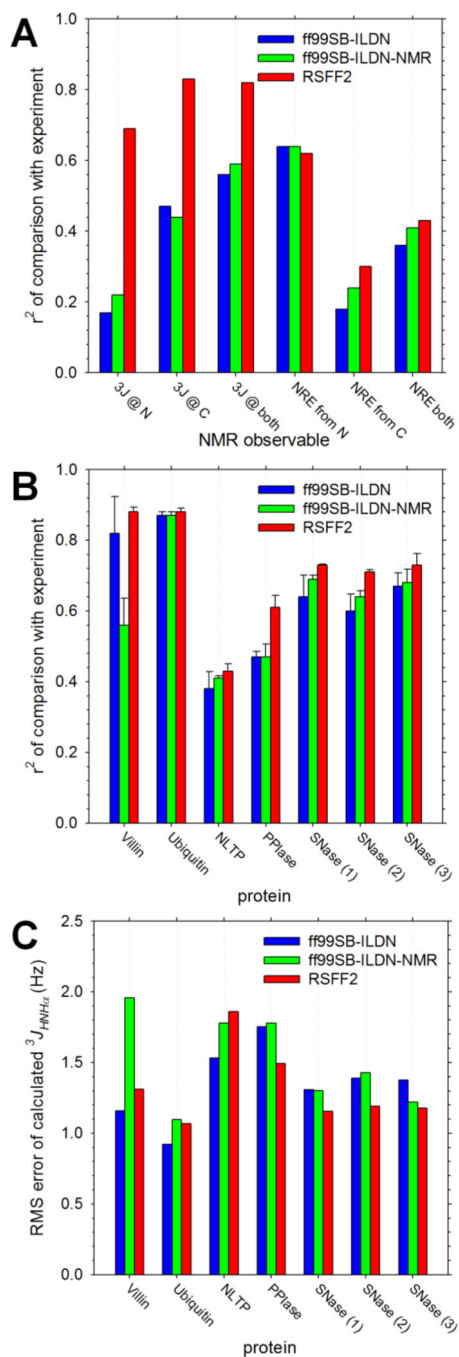 A
ff99SB-ILDN
ff99SB-ILDN-NMR
RSFF2
r² of comparison with experiment
1.0
0.8
0.6
0.4
0.2
0.0
3J @ N
3J @ C
3J @ both
NRE from N
NRE from C
NRE both
NMR observable
B
ff99SB-ILDN
ff99SB-ILDN-NMR
RSFF2
r² of comparison with experiment
1.0
0.8
0.6
0.4
0.2
0.0
Villin
Ubiquitin
NLTP
PPIase
SNase (1)
SNase (2)
SNase (3)
protein
C
ff99SB-ILDN
ff99SB-ILDN-NMR
RSFF2
RMS error of calculated ³J_HNHα (Hz)
2.5
2.0
1.5
1.0
0.5
0.0
Villin
Ubiquitin
NLTP
PPIase
SNase (1)
SNase (2)
SNase (3)
protein